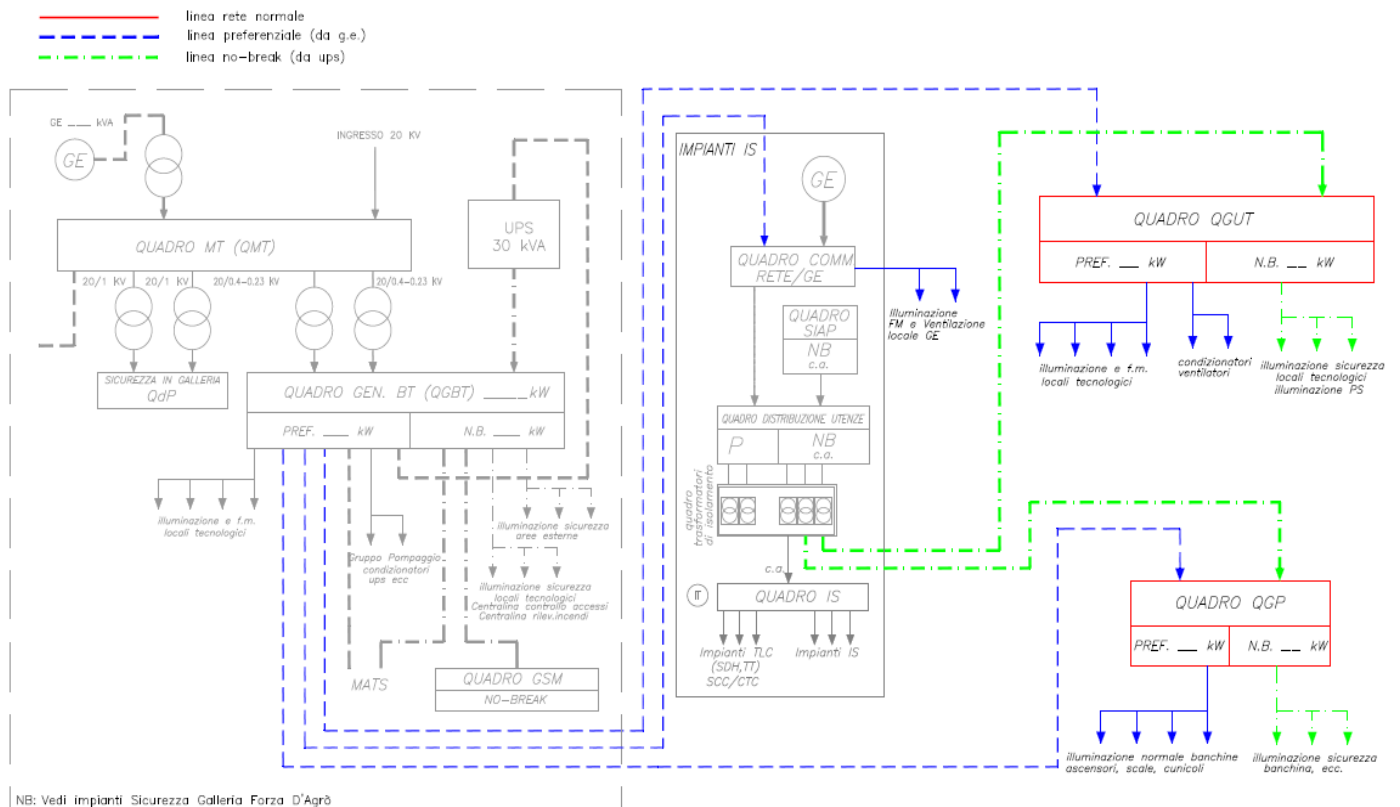 linea rete normale
linea preferenziale (da g.e.)
linea no-break (da ups)
GE ___ kVA
GE
INGRESSO 20 KV
QUADRO MT (QMT)
20/1 KV
20/1 KV
20/0.4-0.23 KV
20/0.4-0.23 KV
UPS
30 kVA
SICUREZZA IN GALLERIA
QdP
QUADRO GEN. BT (QGBT) ____kW
PREF. ___ kW
N.B. ___ kW
illuminazione e f.m.
locali tecnologici
Gruppo Pompaggio
condizionatori
ups ecc
illuminazione sicurezza
aree esterne
illuminazione sicurezza
locali tecnologici
Centralina controllo accessi
Centralina rilev.incendi
MATS
QUADRO GSM
NO-BREAK
NB: Vedi impianti Sicurezza Galleria Forza D'Agrò
IMPIANTI IS
GE
QUADRO COMM
RETE/GE
Illuminazione
FM e Ventilazione
locale GE
QUADRO
SIAP
NB
c.a.
QUADRO DISTRIBUZIONE UTENZE
P
NB
c.a.
quadro
trasformatori
di isolamento
c.a.
IT
QUADRO IS
Impianti TLC
(SDH,TT)
SCC/CTC
Impianti IS
QUADRO QGUT
PREF. __ kW
N.B. __ kW
illuminazione e f.m.
locali tecnologici
condizionatori
ventilatori
illuminazione sicurezza
locali tecnologici
illuminazione PS
QUADRO QGP
PREF. __ kW
N.B. __ kW
illuminazione normale banchine
ascensori, scale, cunicoli
illuminazione sicurezza
banchina, ecc.